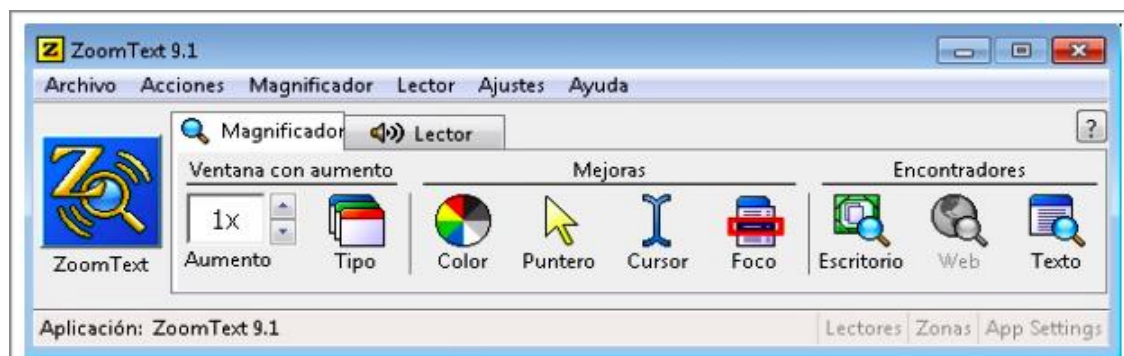 ZoomText 9.1
Archivo Acciones Magnificador Lector Ajustes Ayuda
Magnificador Lector ?
Ventana con aumento Mejoras Encontradores
1x
Aumento Tipo Color Puntero Cursor Foco Escritorio Web Texto
ZoomText
Aplicación: ZoomText 9.1 Lectores Zonas App Settings